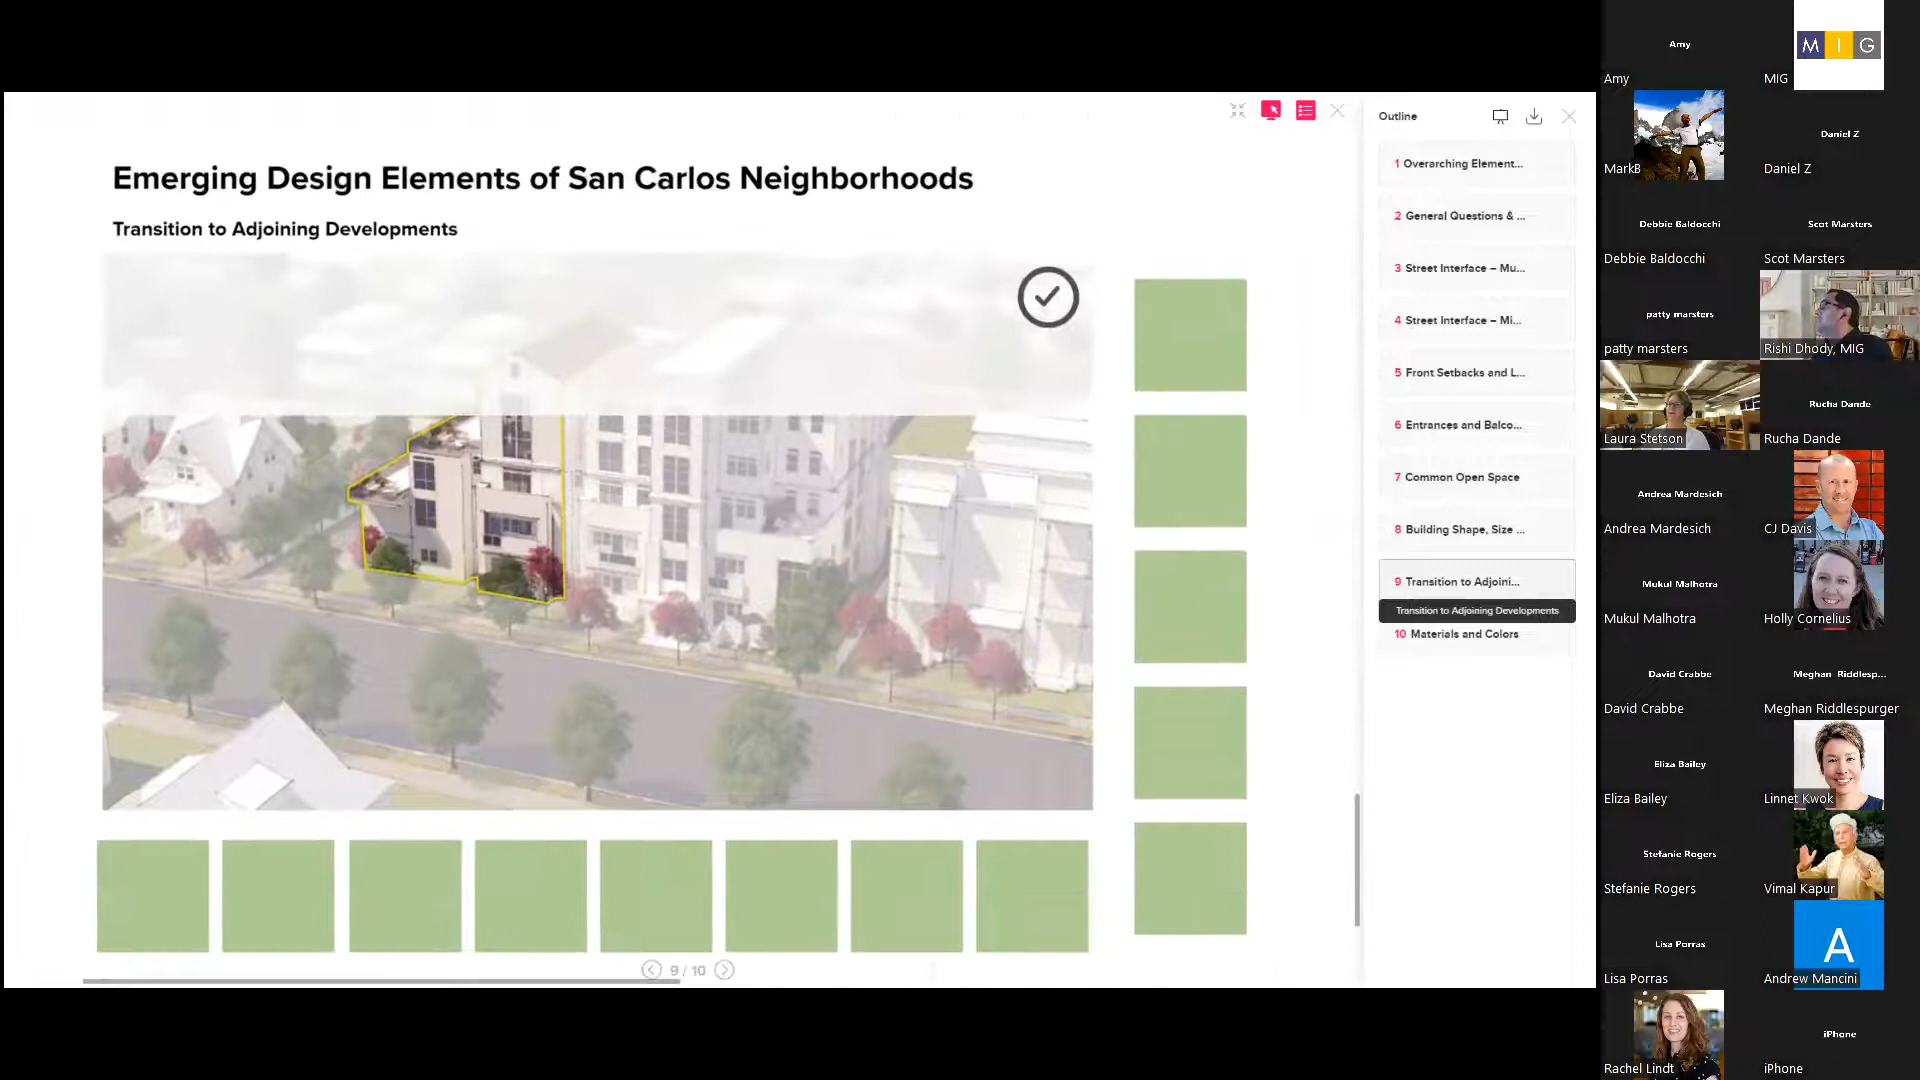 Emerging Design Elements of San Carlos Neighborhoods
Transition to Adjoining Developments
9 / 10
Outline
1 Overarching Element...
2 General Questions & ...
3 Street Interface – Mu...
4 Street Interface – Mi...
5 Front Setbacks and L...
6 Entrances and Balco...
7 Common Open Space
8 Building Shape, Size ...
9 Transition to Adjoini...
Transition to Adjoining Developments
10 Materials and Colors
Amy
Amy
M I G
MIG
MarkB
Daniel Z
Daniel Z
Debbie Baldocchi
Debbie Baldocchi
Scot Marsters
Scot Marsters
patty marsters
patty marsters
Rishi Dhody, MIG
Laura Stetson
Rucha Dande
Rucha Dande
Andrea Mardesich
Andrea Mardesich
CJ Davis
Mukul Malhotra
Mukul Malhotra
Holly Cornelius
David Crabbe
David Crabbe
Meghan Riddlesp...
Meghan Riddlespurger
Eliza Bailey
Eliza Bailey
Linnet Kwok
Stefanie Rogers
Stefanie Rogers
Vimal Kapur
Lisa Porras
Lisa Porras
A
Andrew Mancini
Rachel Lindt
iPhone
iPhone